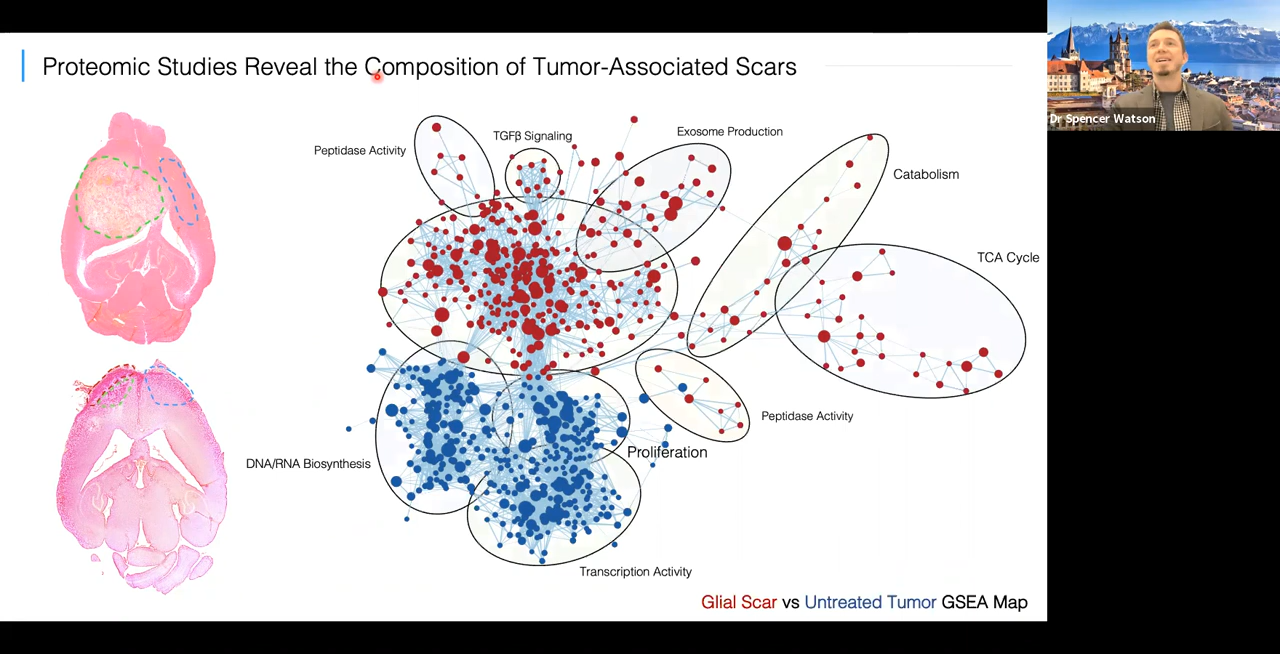 Proteomic Studies Reveal the Composition of Tumor-Associated Scars
Dr Spencer Watson
Peptidase Activity
TGFβ Signaling
Exosome Production
Catabolism
TCA Cycle
Peptidase Activity
Proliferation
DNA/RNA Biosynthesis
Transcription Activity
Glial Scar vs Untreated Tumor GSEA Map